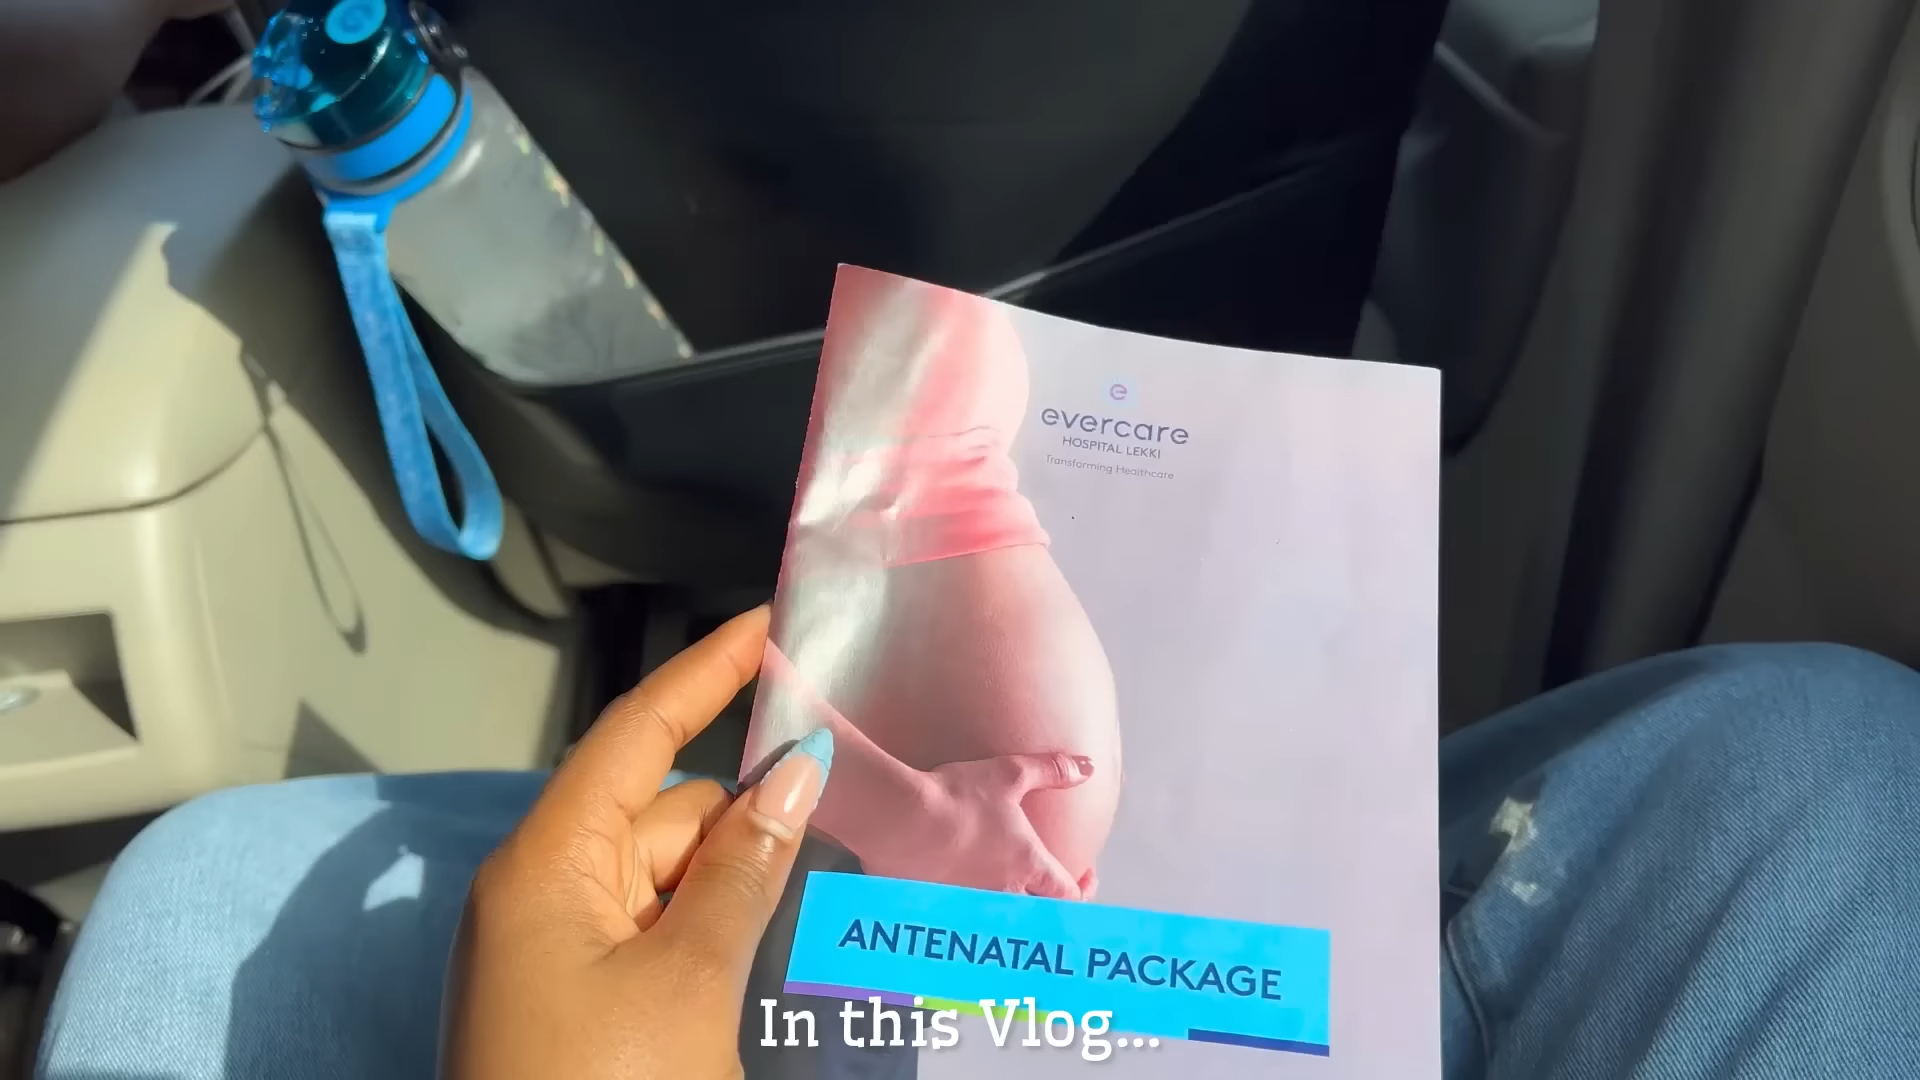 e
evercare
HOSPITAL LEKKI
Transforming Healthcare
ANTENATAL PACKAGE
In this Vlog...